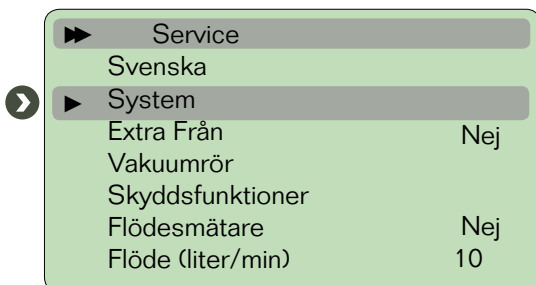 Service
Svenska
System
Extra Från Nej
Vakuumrör
Skyddsfunktioner
Flödesmätare Nej
Flöde (liter/min) 10